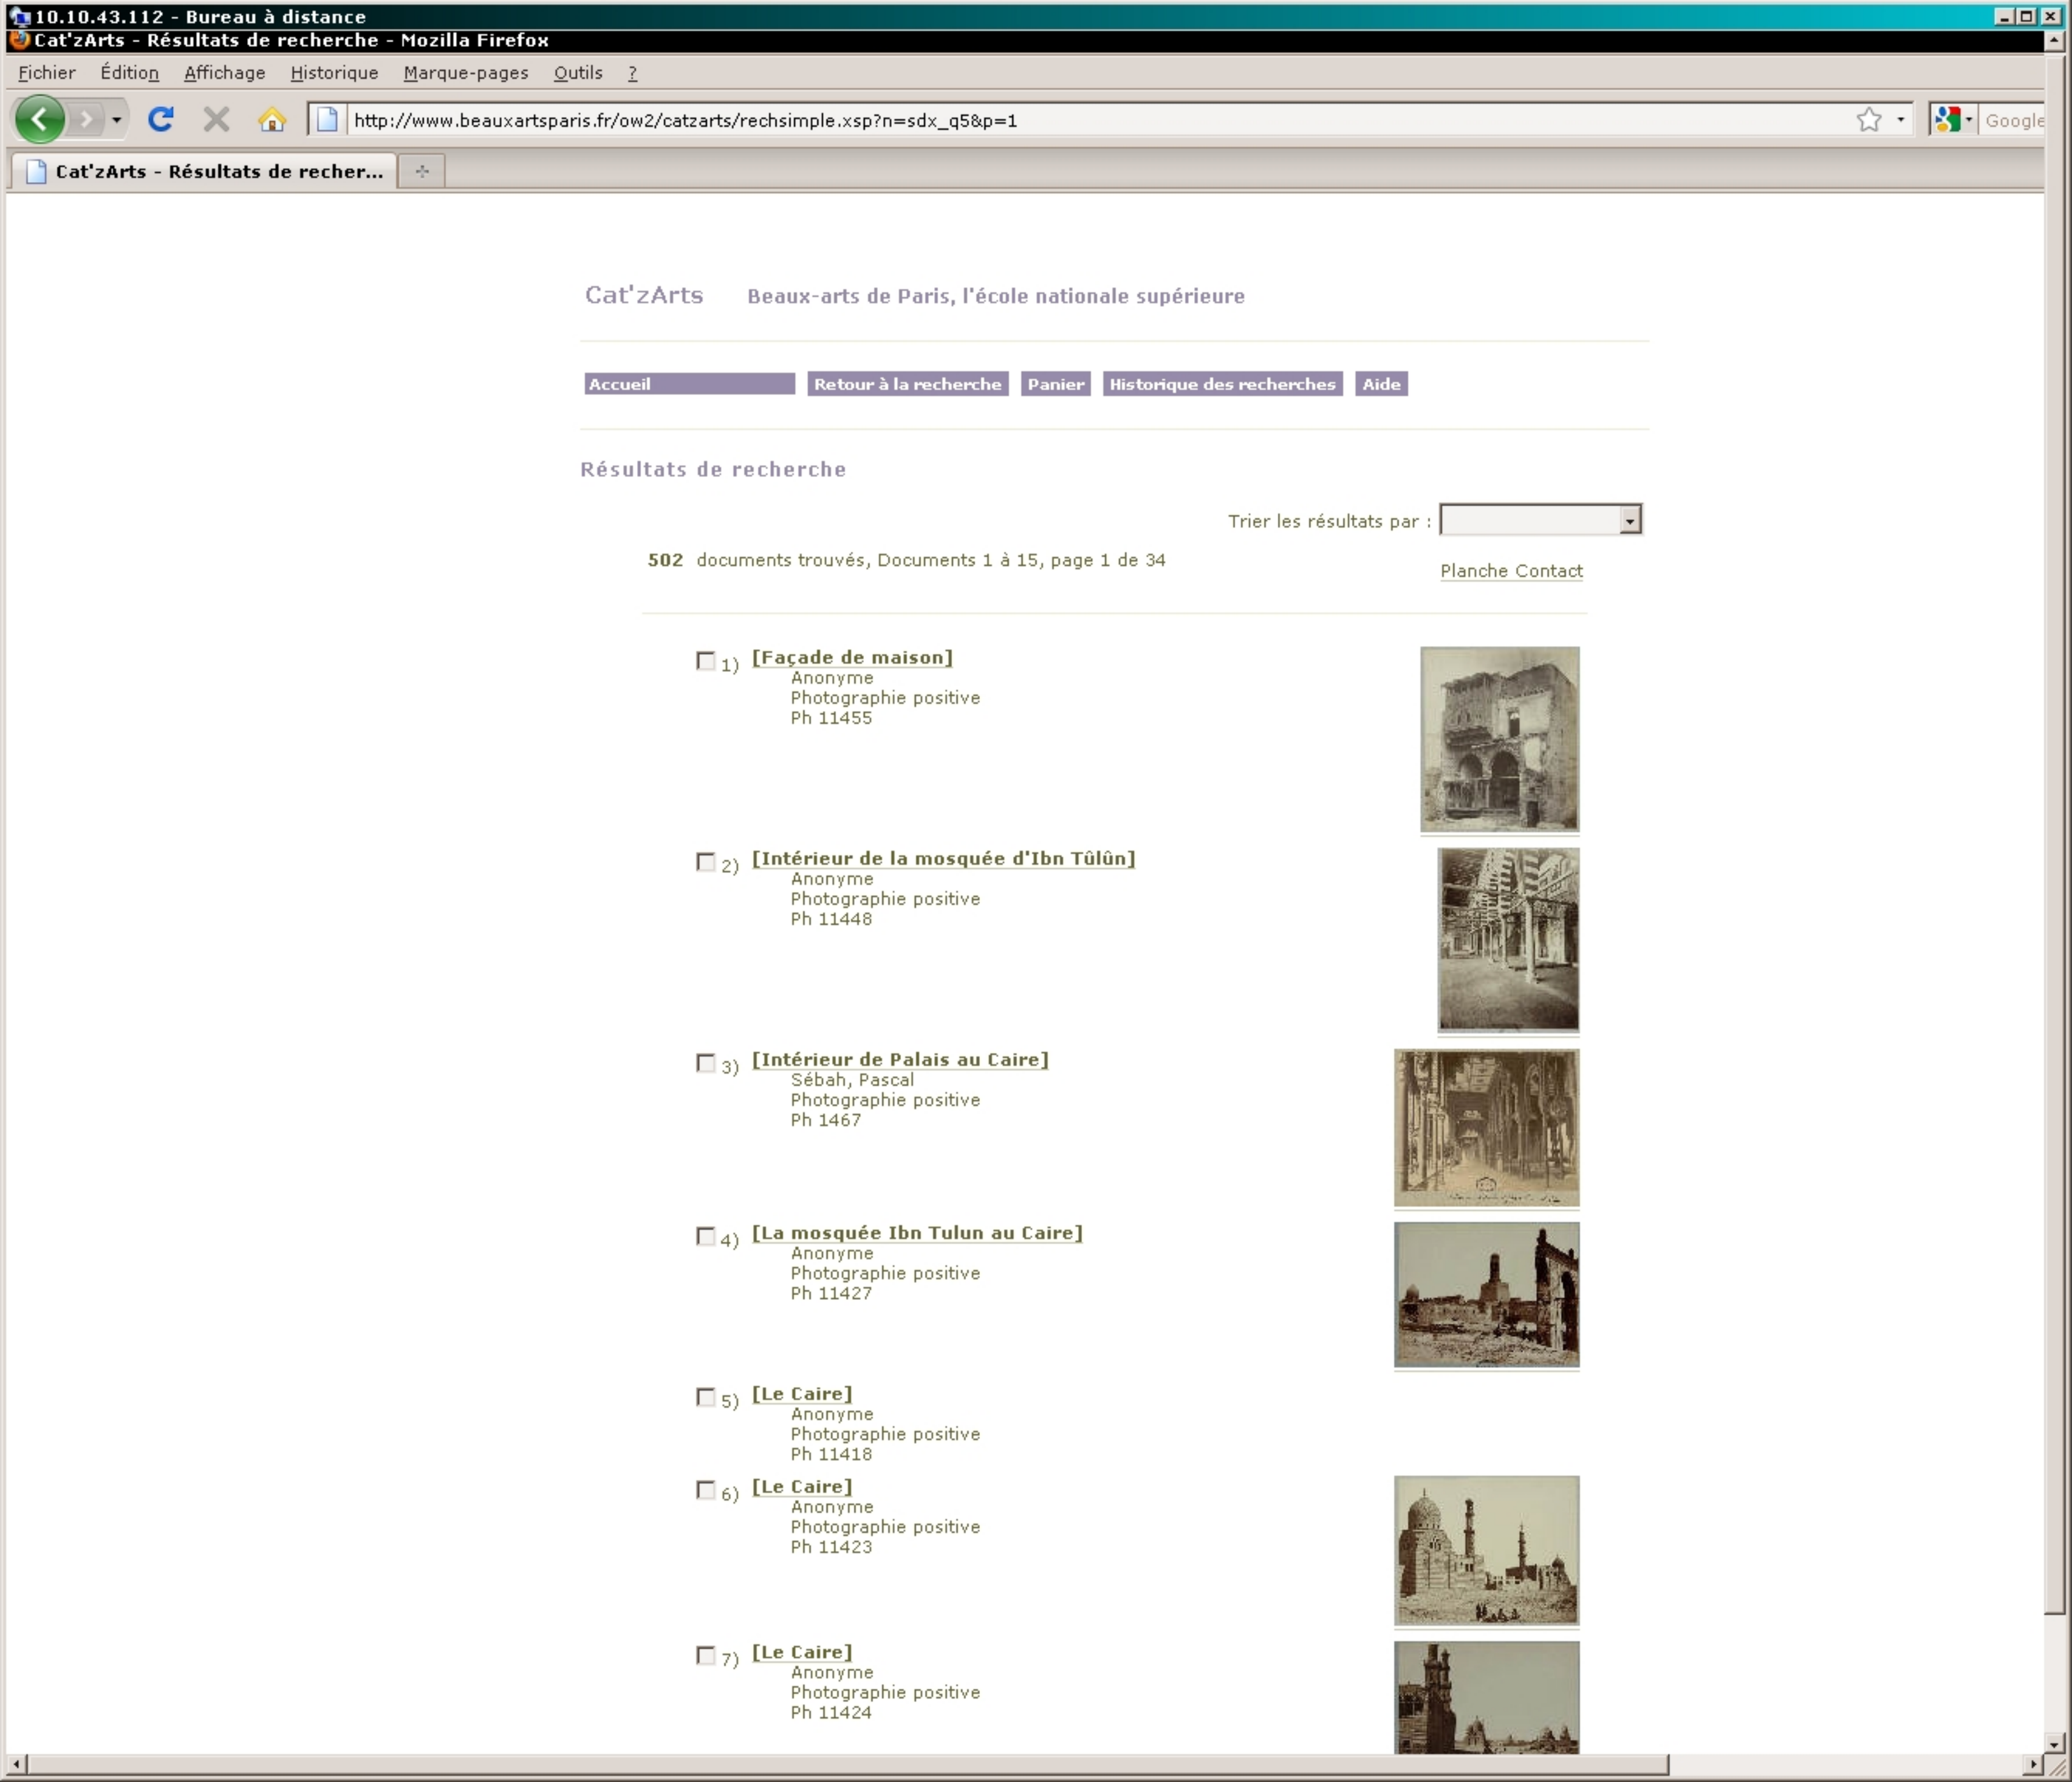 10.10.43.112 - Bureau à distance
Cat'zArts - Résultats de recherche - Mozilla Firefox
Fichier Édition Affichage Historique Marque-pages Outils ?
http://www.beauxartsparis.fr/ow2/catzarts/rechsimple.xsp?n=sdx_q5&p=1 Google
Cat'zArts - Résultats de recher...
Cat'zArts Beaux-arts de Paris, l'école nationale supérieure
Accueil Retour à la recherche Panier Historique des recherches Aide
Résultats de recherche
Trier les résultats par :
502 documents trouvés, Documents 1 à 15, page 1 de 34
Planche Contact
1) [Façade de maison]
Anonyme
Photographie positive
Ph 11455
2) [Intérieur de la mosquée d'Ibn Tûlûn]
Anonyme
Photographie positive
Ph 11448
3) [Intérieur de Palais au Caire]
Sébah, Pascal
Photographie positive
Ph 1467
4) [La mosquée Ibn Tulun au Caire]
Anonyme
Photographie positive
Ph 11427
5) [Le Caire]
Anonyme
Photographie positive
Ph 11418
6) [Le Caire]
Anonyme
Photographie positive
Ph 11423
7) [Le Caire]
Anonyme
Photographie positive
Ph 11424